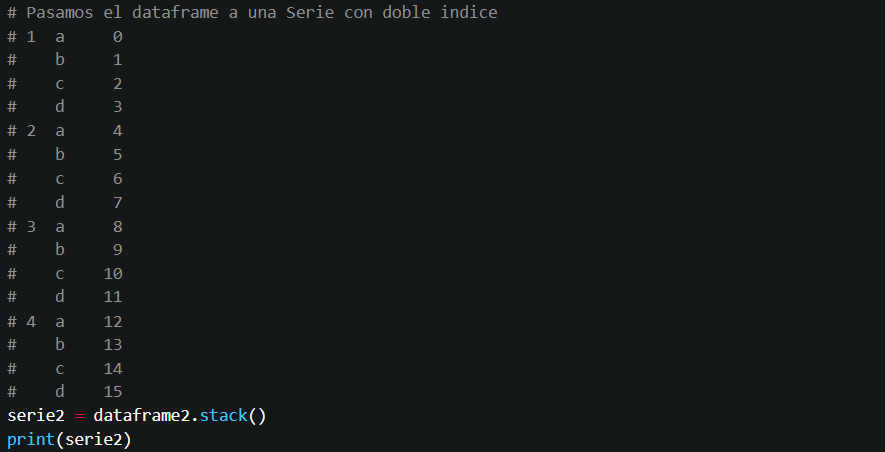 # Pasamos el dataframe a una Serie con doble indice
# 1  a     0
#    b     1
#    c     2
#    d     3
# 2  a     4
#    b     5
#    c     6
#    d     7
# 3  a     8
#    b     9
#    c    10
#    d    11
# 4  a    12
#    b    13
#    c    14
#    d    15
serie2 = dataframe2.stack()
print(serie2)